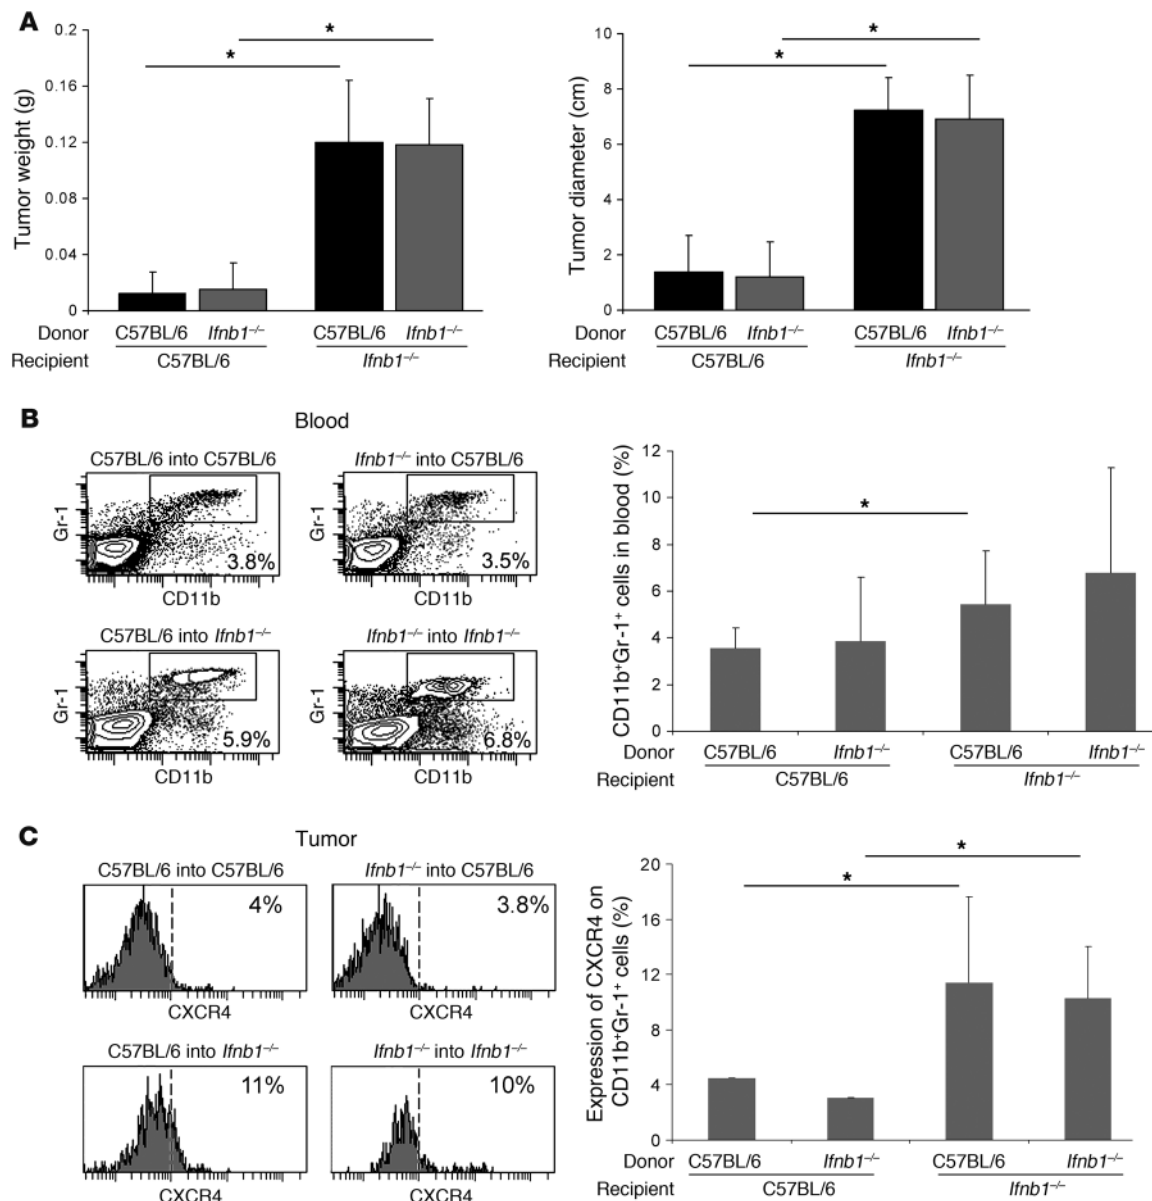 A
Tumor weight (g)
0.2
0.16
0.12
0.08
0.04
0
*
*
Donor C57BL/6 Ifnb1–/– C57BL/6 Ifnb1–/–
Recipient C57BL/6 Ifnb1–/–
Tumor diameter (cm)
10
8
6
4
2
0
*
*
Donor C57BL/6 Ifnb1–/– C57BL/6 Ifnb1–/–
Recipient C57BL/6 Ifnb1–/–
B
Blood
C57BL/6 into C57BL/6
Gr-1
3.8%
CD11b
Ifnb1–/– into C57BL/6
Gr-1
3.5%
CD11b
C57BL/6 into Ifnb1–/–
Gr-1
5.9%
CD11b
Ifnb1–/– into Ifnb1–/–
Gr-1
6.8%
CD11b
CD11b+Gr-1+ cells in blood (%)
12
10
8
6
4
2
0
*
Donor C57BL/6 Ifnb1–/– C57BL/6 Ifnb1–/–
Recipient C57BL/6 Ifnb1–/–
C
Tumor
C57BL/6 into C57BL/6
4%
CXCR4
Ifnb1–/– into C57BL/6
3.8%
CXCR4
C57BL/6 into Ifnb1–/–
11%
CXCR4
Ifnb1–/– into Ifnb1–/–
10%
CXCR4
Expression of CXCR4 on
CD11b+Gr-1+ cells (%)
20
16
12
8
4
0
*
*
Donor C57BL/6 Ifnb1–/– C57BL/6 Ifnb1–/–
Recipient C57BL/6 Ifnb1–/–